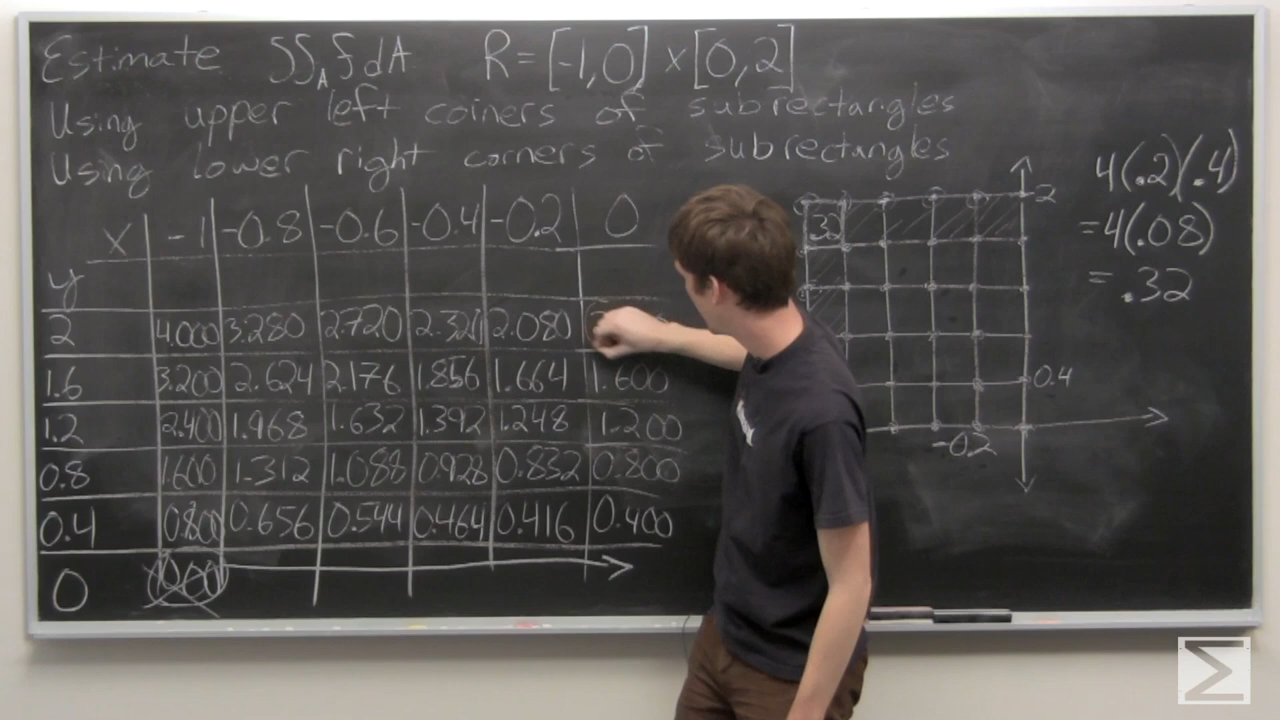 Estimate ∫∫_A f dA R = [-1,0] × [0,2]
Using upper left corners of subrectangles
Using lower right corners of subrectangles
x -1 -0.8 -0.6 -0.4 -0.2 0
y
2 4.000 3.280 2.720 2.320 2.080
1.6 3.200 2.624 2.176 1.856 1.664 1.600
1.2 2.400 1.968 1.632 1.392 1.248 1.200
0.8 1.600 1.312 1.088 0.928 0.832 0.800
0.4 0.800 0.656 0.544 0.464 0.416 0.400
0
.32
2
0.4
-0.2
4(.2)(.4)
=4(.08)
= .32
Σ